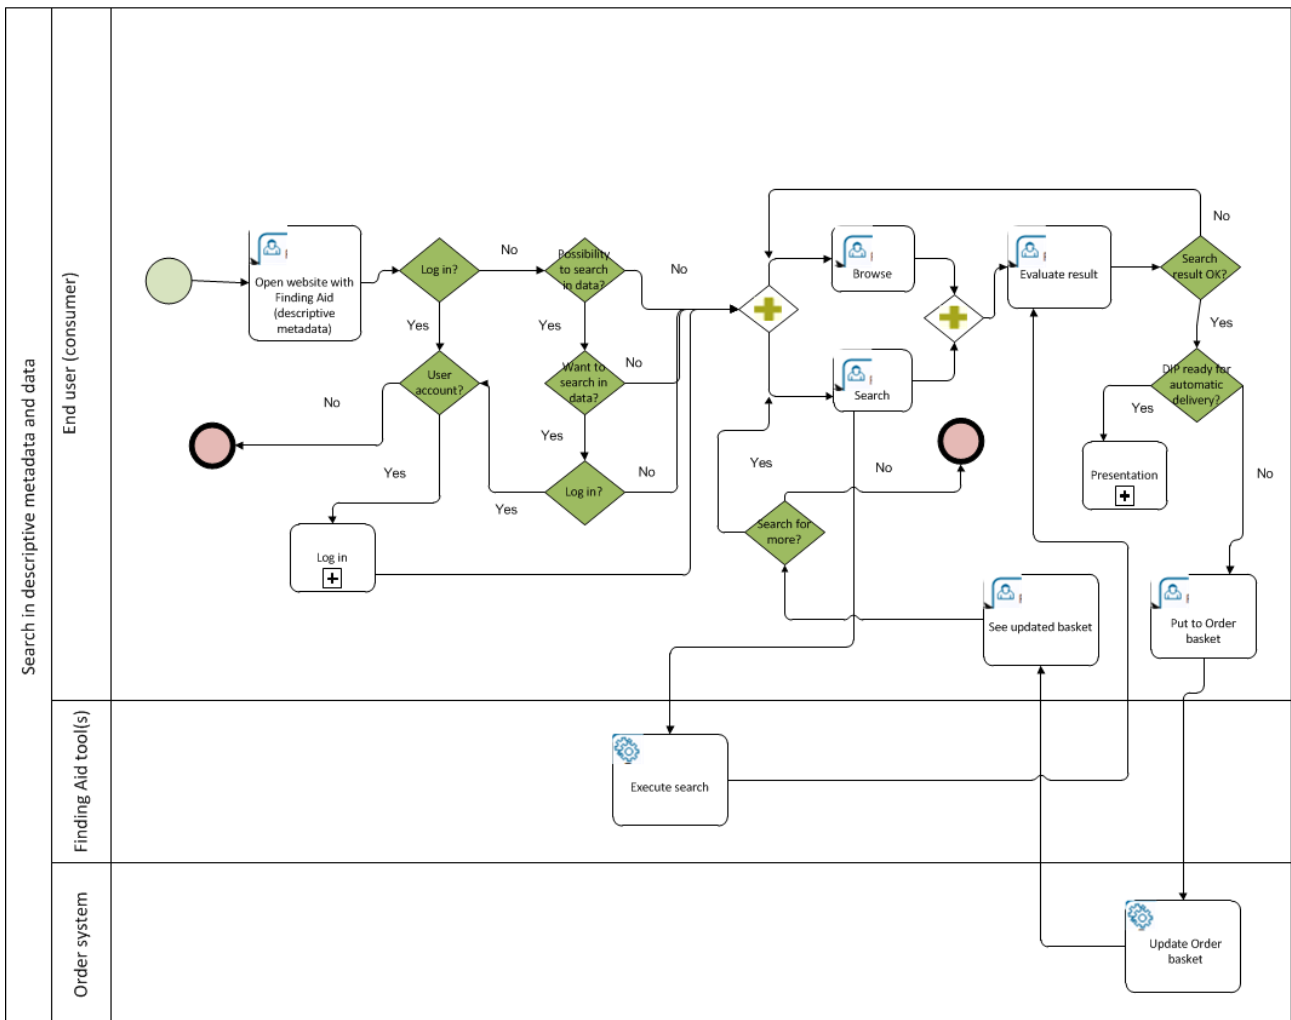 Search in descriptive metadata and data
End user (consumer)
Finding Aid tool(s)
Order system
Open website with
Finding Aid
(descriptive
metadata)
Log in?
No
Possibility
to search
in data?
No
Yes
Yes
User
account?
No
Want to
search in
data?
No
Yes
Yes
Log in?
No
Yes
Log in
Browse
Search
Evaluate result
Search
result OK?
No
Yes
DIP ready for
automatic
delivery?
Yes
No
Presentation
Search for
more?
Yes
No
See updated basket
Put to Order
basket
Execute search
Update Order
basket